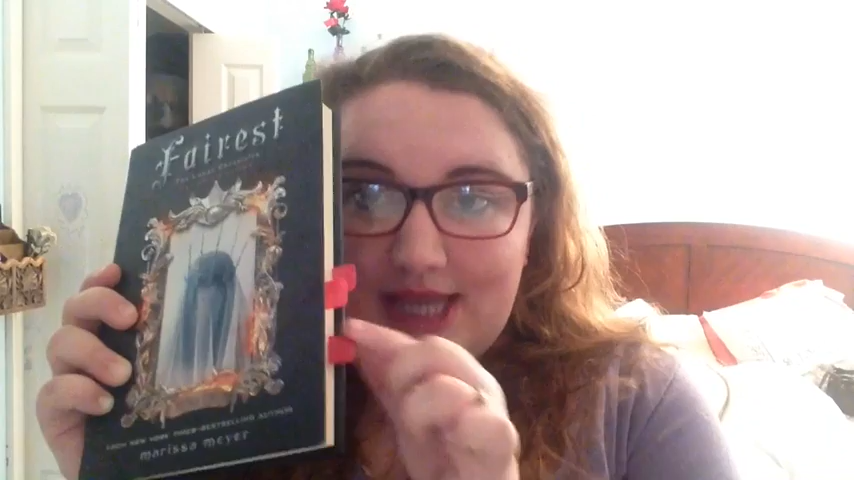 Fairest
The Lunar Chronicles
#1 NEW YORK TIMES-BESTSELLING AUTHOR
marissa meyer